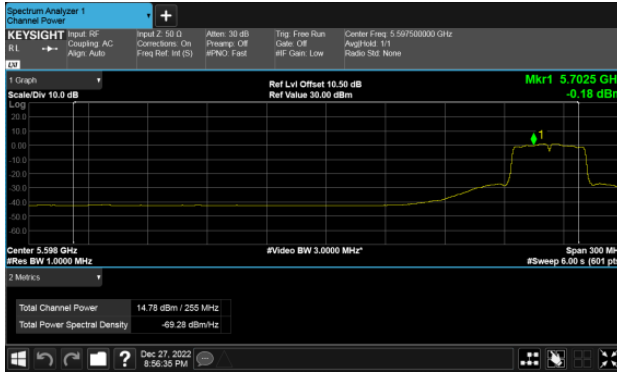 Spectrum Analyzer 1
Channel Power
+
KEYSIGHT
RL
LXI
Input: RF
Coupling: AC
Align: Auto
Input Z: 50 Ω
Corrections: On
Freq Ref: Int (S)
Atten: 30 dB
Preamp: Off
#PNO: Fast
Trig: Free Run
Gate: Off
#IF Gain: Low
Center Freq: 5.597500000 GHz
Avg|Hold: 1/1
Radio Std: None
1 Graph
Scale/Div 10.0 dB
Ref Lvl Offset 10.50 dB
Ref Value 30.00 dBm
Mkr1 5.7025 GH
-0.18 dBr
Log
20.0
10.0
0.00
-10.0
-20.0
-30.0
-40.0
-50.0
-60.0
1
Center 5.598 GHz
#Res BW 1.0000 MHz
#Video BW 3.0000 MHz*
Span 300 MH
#Sweep 6.00 s (601 pts
2 Metrics
Total Channel Power 14.78 dBm / 255 MHz
Total Power Spectral Density -69.28 dBm/Hz
?
Dec 27, 2022
8:56:35 PM